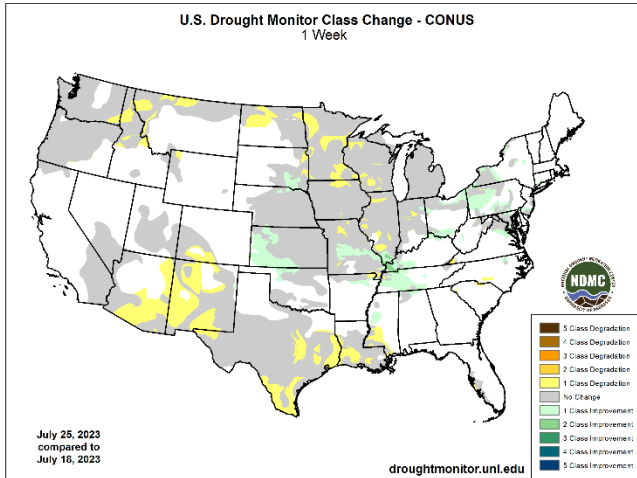 U.S. Drought Monitor Class Change - CONUS
1 Week
NDMC
5 Class Degradation
4 Class Degradation
3 Class Degradation
2 Class Degradation
1 Class Degradation
No Change
1 Class Improvement
2 Class Improvement
3 Class Improvement
4 Class Improvement
5 Class Improvement
July 25, 2023
compared to
July 18, 2023
droughtmonitor.unl.edu